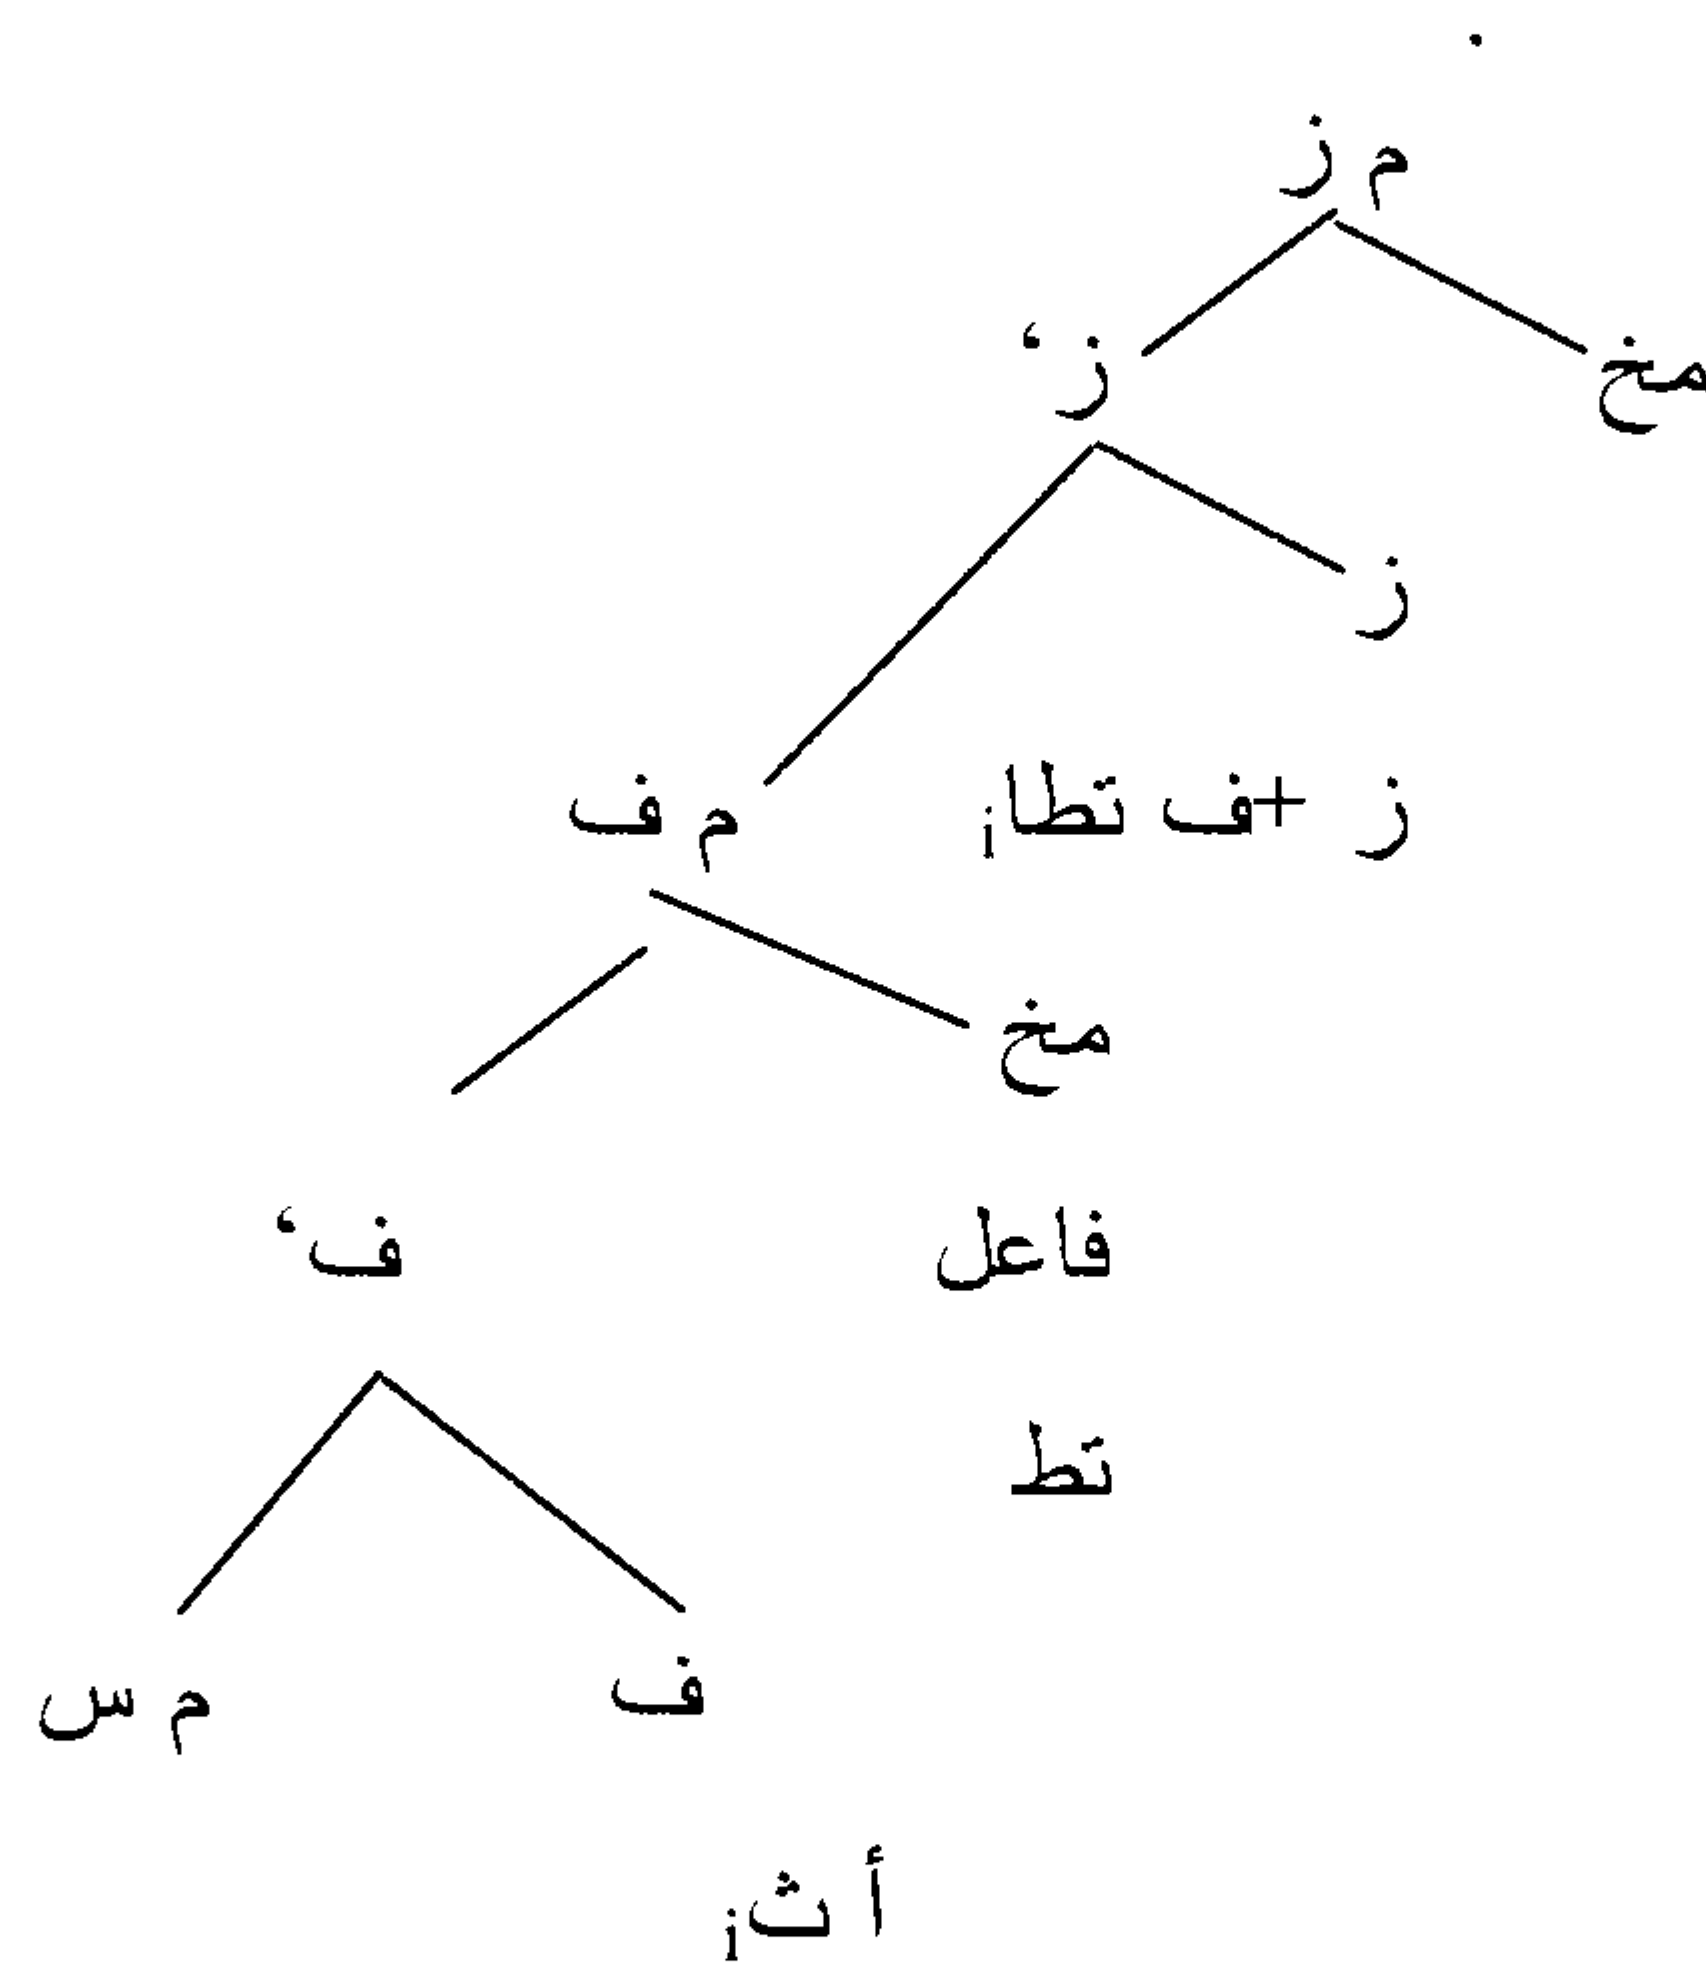 م ز
مخ ز‘
ز
ز +ف تطاi م ف
مخ
فاعل ف‘
تط
ف م س
أ ثi